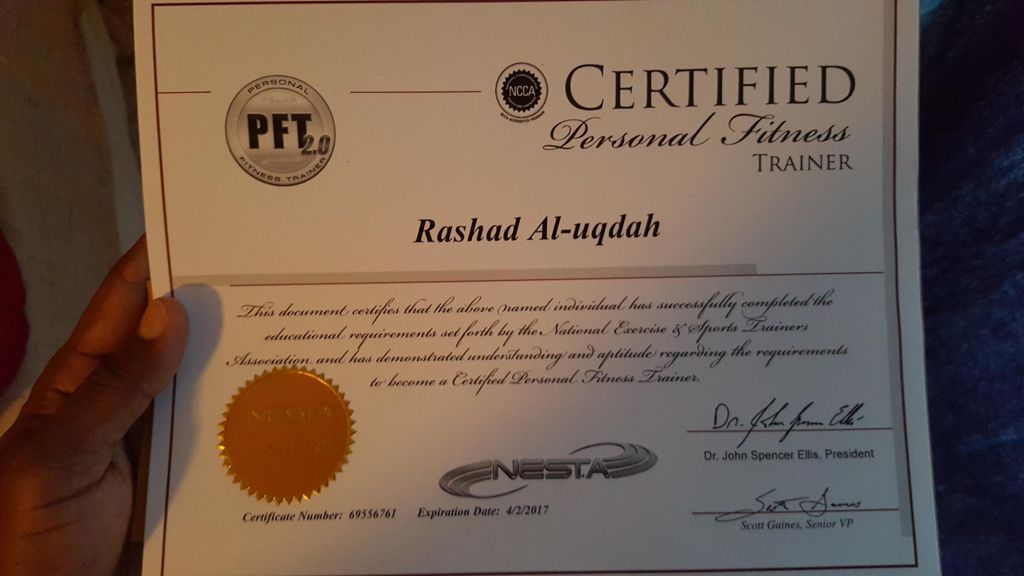 PERSONAL
PFT 2.0
FITNESS TRAINER
NCCA
CERTIFIED
Personal Fitness
TRAINER
Rashad Al-uqdah
This document certifies that the above named individual has successfully completed the
educational requirements set forth by the National Exercise & Sports Trainers
Association and has demonstrated understanding and aptitude regarding the requirements
to become a Certified Personal Fitness Trainer.
NESTA
NESTA
Dr. John Spencer Ellis, President
Scott Gaines, Senior VP
Certificate Number: 69556761 Expiration Date: 4/2/2017